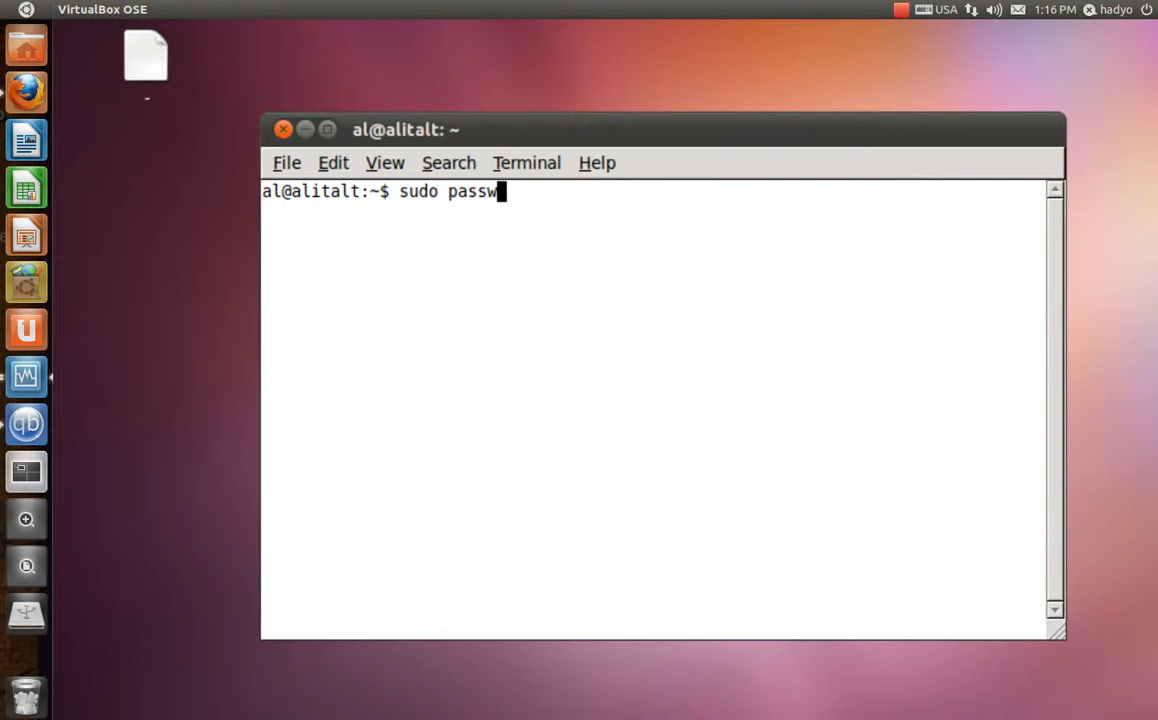 VirtualBox OSE
USA
1:16 PM
hadyo
-
al@alitalt: ~
File Edit View Search Terminal Help
al@alitalt:~$ sudo passw
U
qb